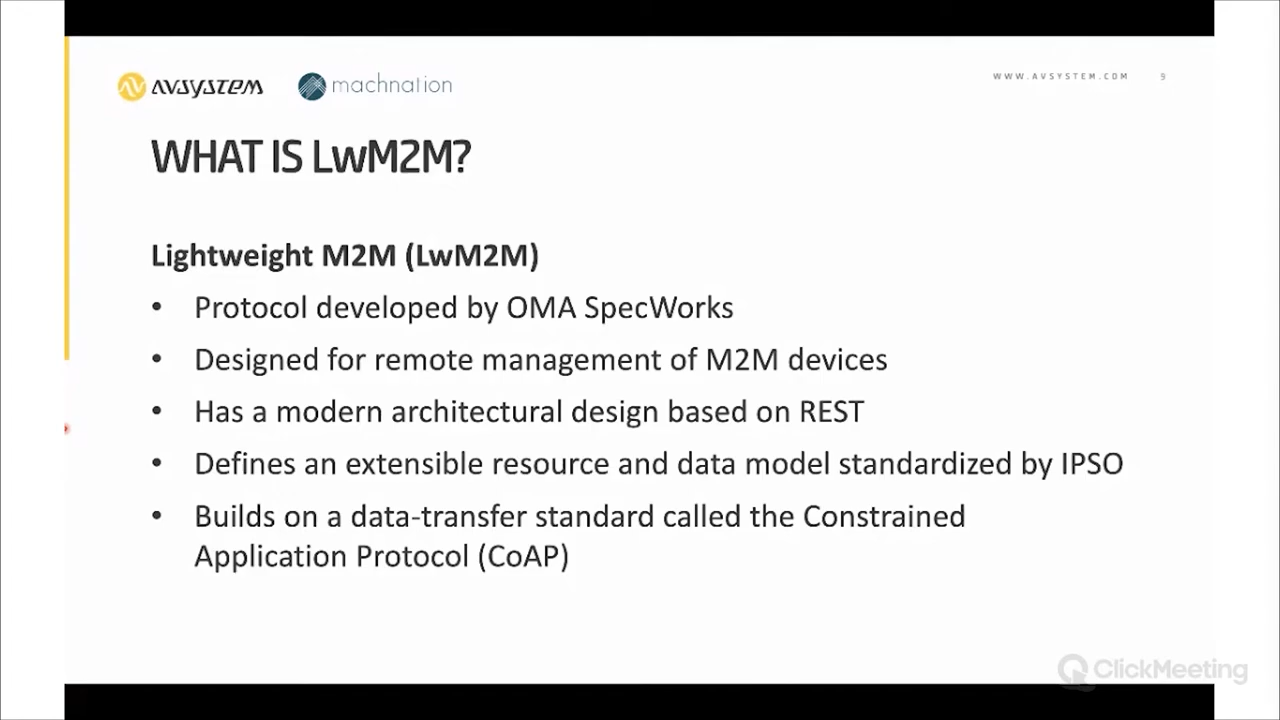 AVSYSTEM machnation WWW.AVSYSTEM.COM 9
WHAT IS LwM2M?
Lightweight M2M (LwM2M)
• Protocol developed by OMA SpecWorks
• Designed for remote management of M2M devices
• Has a modern architectural design based on REST
• Defines an extensible resource and data model standardized by IPSO
• Builds on a data-transfer standard called the Constrained
Application Protocol (CoAP)
ClickMeeting